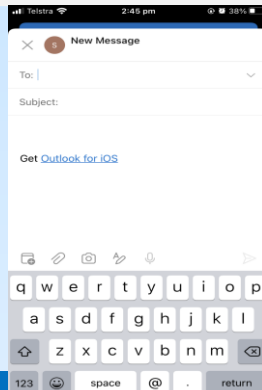 Telstra 2:45 pm 38%
S New Message
To:
Subject:
Get Outlook for iOS
q w e r t y u i o p
a s d f g h j k l
z x c v b n m
123 space @ . return